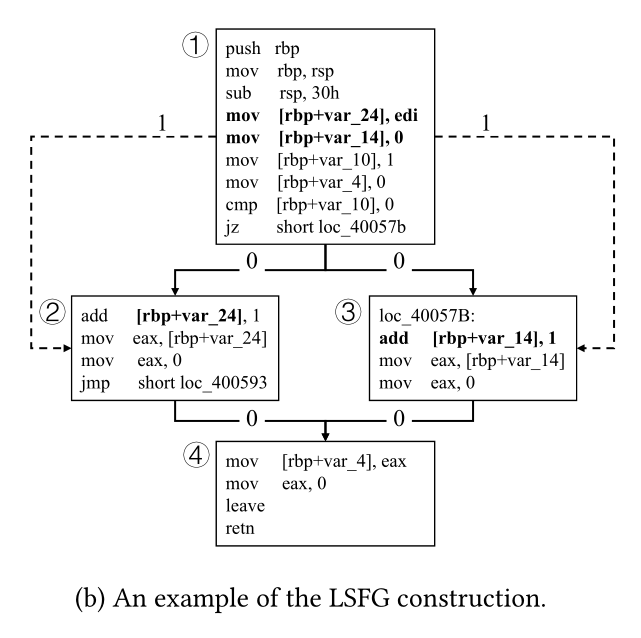 ①
push rbp
mov rbp, rsp
sub rsp, 30h
mov [rbp+var_24], edi
mov [rbp+var_14], 0
mov [rbp+var_10], 1
mov [rbp+var_4], 0
cmp [rbp+var_10], 0
jz short loc_40057b
1
1
0
0
②
add [rbp+var_24], 1
mov eax, [rbp+var_24]
mov eax, 0
jmp short loc_400593
③
loc_40057B:
add [rbp+var_14], 1
mov eax, [rbp+var_14]
mov eax, 0
0
0
④
mov [rbp+var_4], eax
mov eax, 0
leave
retn
(b) An example of the LSFG construction.